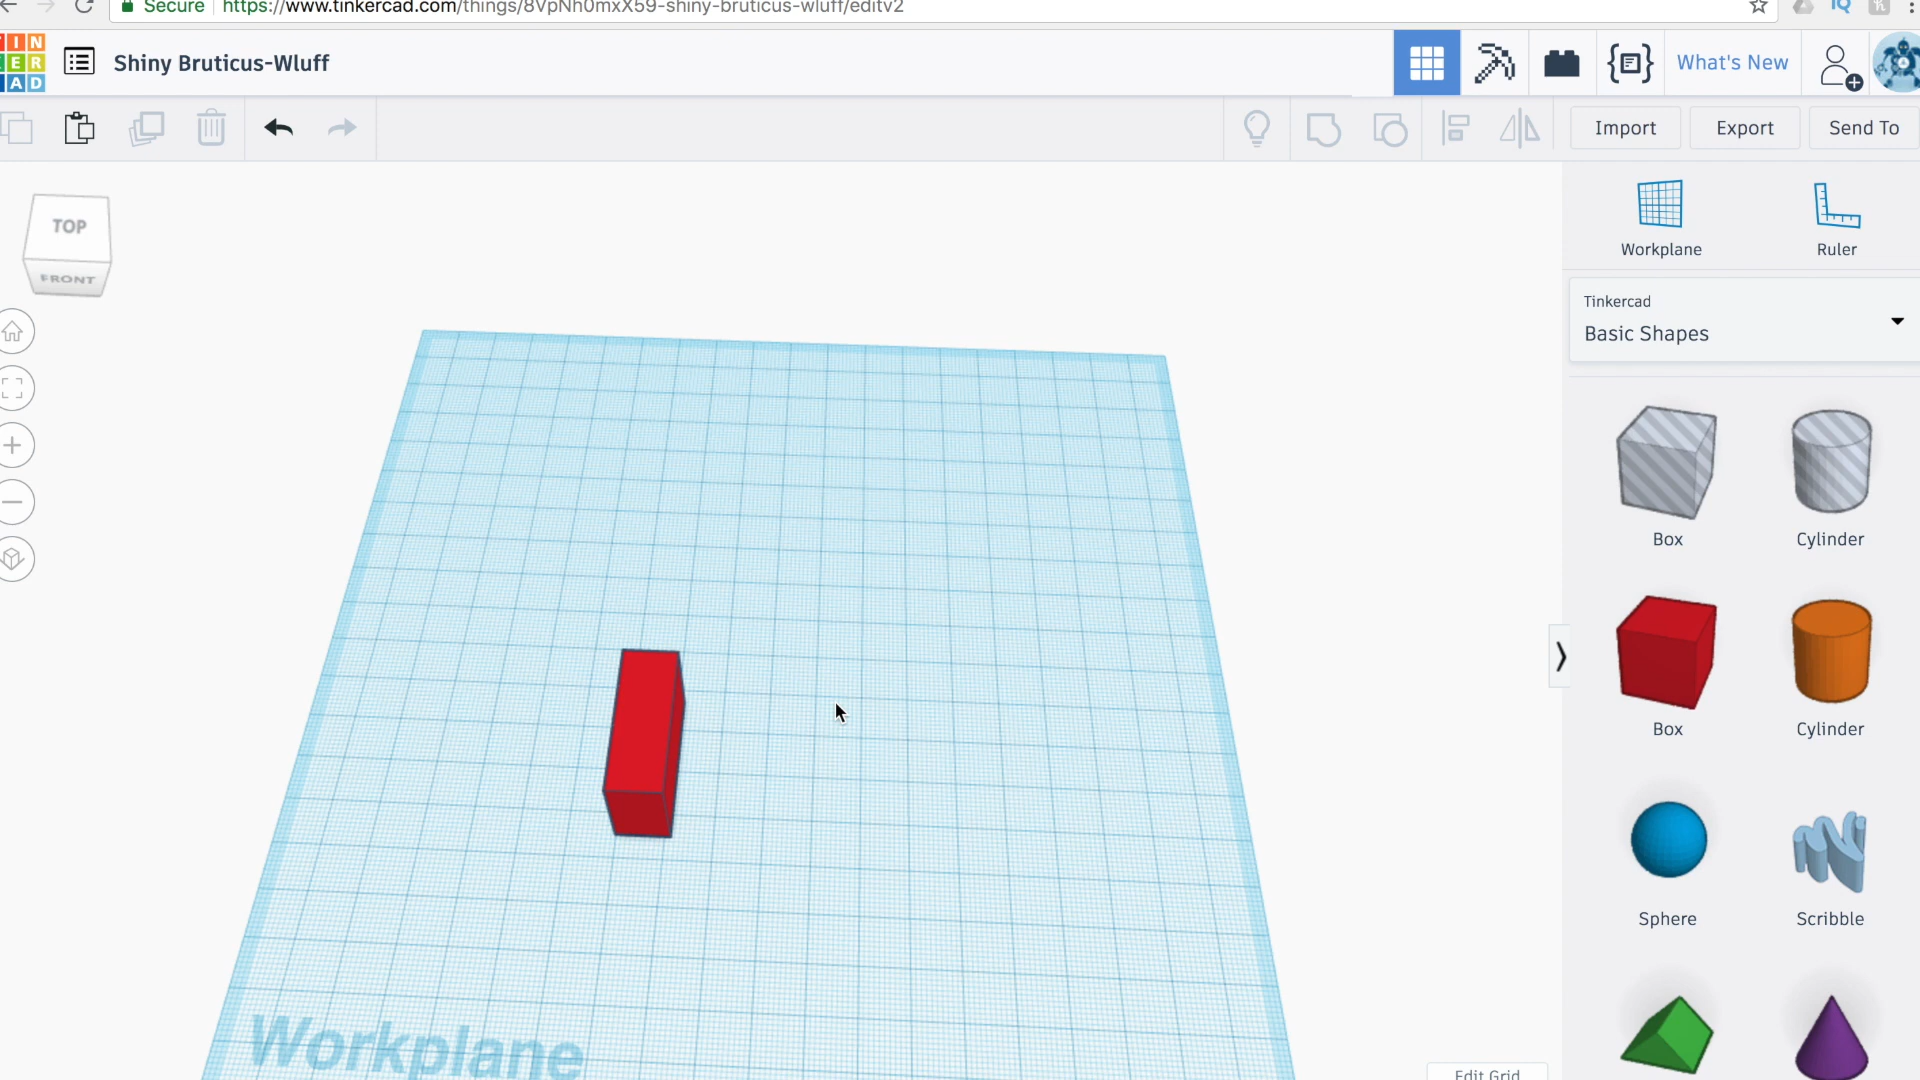 Secure https://www.tinkercad.com/things/8VpNh0mxX59-shiny-bruticus-wluff/editv2
IQ
TIN
KER
CAD
Shiny Bruticus-Wluff
What's New
Import
Export
Send To
TOP
FRONT
Workplane
Ruler
Tinkercad
Basic Shapes
Box
Cylinder
Box
Cylinder
Sphere
Scribble
Workplane
Edit Grid